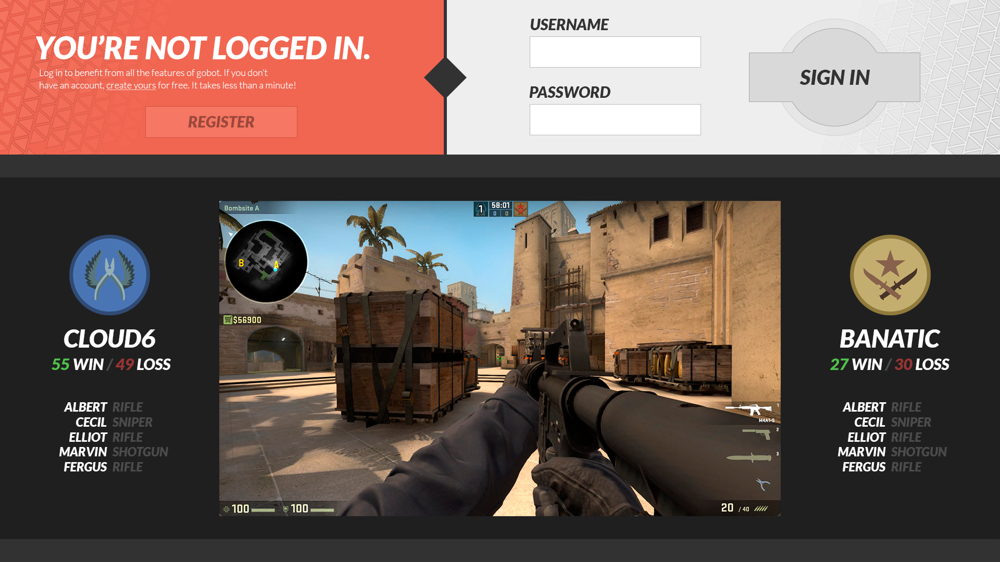 YOU'RE NOT LOGGED IN.
Log in to benefit from all the features of gobot. If you don't
have an account, create yours for free. It takes less than a minute!
REGISTER
USERNAME
PASSWORD
SIGN IN
CLOUD6
55 WIN / 49 LOSS
ALBERT RIFLE
CECIL SNIPER
ELLIOT RIFLE
MARVIN SHOTGUN
FERGUS RIFLE
Bombsite A
1 58:01
ALIVE 0 0
B A
$56900
1
M4A1-S
2
3
100 100 20 / 40
BANATIC
27 WIN / 30 LOSS
ALBERT RIFLE
CECIL SNIPER
ELLIOT RIFLE
MARVIN SHOTGUN
FERGUS RIFLE